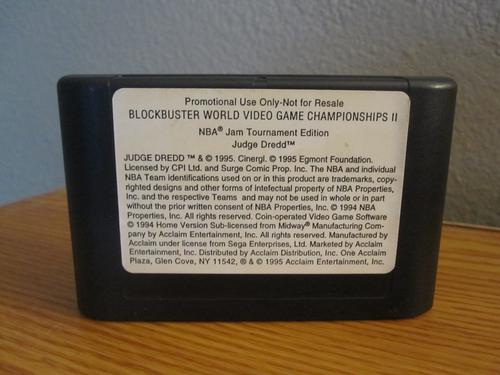 Promotional Use Only-Not for Resale
BLOCKBUSTER WORLD VIDEO GAME CHAMPIONSHIPS II
NBA® Jam Tournament Edition
Judge Dredd™
JUDGE DREDD ™ & © 1995. Cinergi. © 1995 Egmont Foundation.
Licensed by CPI Ltd. and Surge Comic Prop. Inc. The NBA and individual
NBA Team identifications used on or in this product are trademarks, copy-
righted designs and other forms of intelectual property of NBA Properties,
Inc. and the respective Teams and may not be used in whole or in part
without the prior written consent of NBA Properties, Inc. © 1994 NBA
Properties, Inc. All rights reserved. Coin-operated Video Game Software
© 1994 Home Version Sub-licensed from Midway® Manufacturing Com-
pany by Acclaim Entertainment, Inc. All rights reserved. Manufactured by
Acclaim under license from Sega Enterprises, Ltd. Marketed by Acclaim
Entertainment, Inc. Distributed by Acclaim Distribution, Inc. One Acclaim
Plaza, Glen Cove, NY 11542, ® & © 1995 Acclaim Entertainment, Inc.